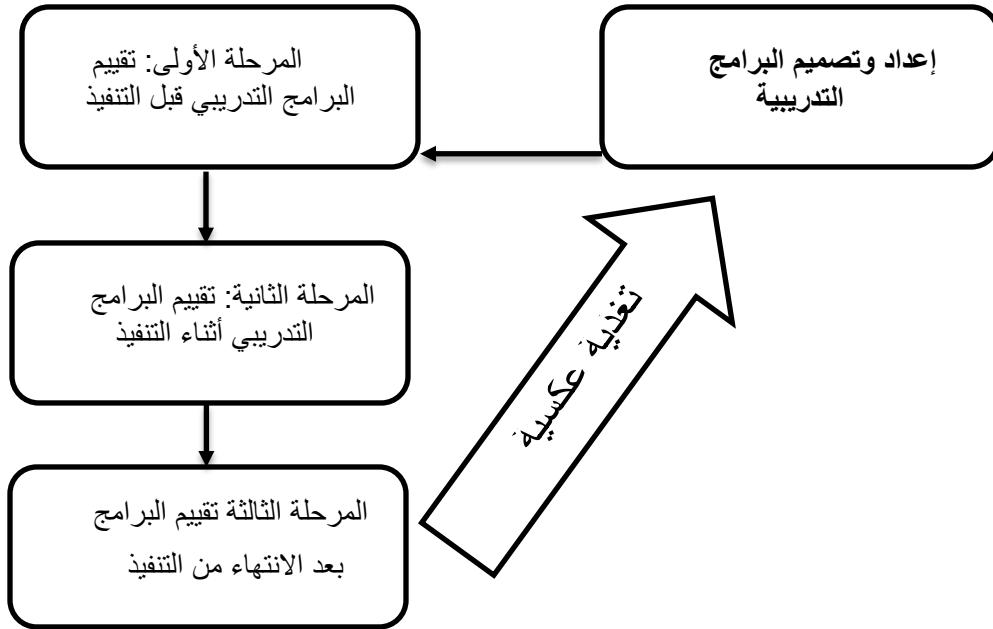 إعداد وتصميم البرامج
التدريبية
المرحلة الأولى: تقييم
البرامج التدريبي قبل التنفيذ
المرحلة الثانية: تقييم البرامج
التدريبي أثناء التنفيذ
المرحلة الثالثة تقييم البرامج
بعد الانتهاء من التنفيذ
تغذية عكسية